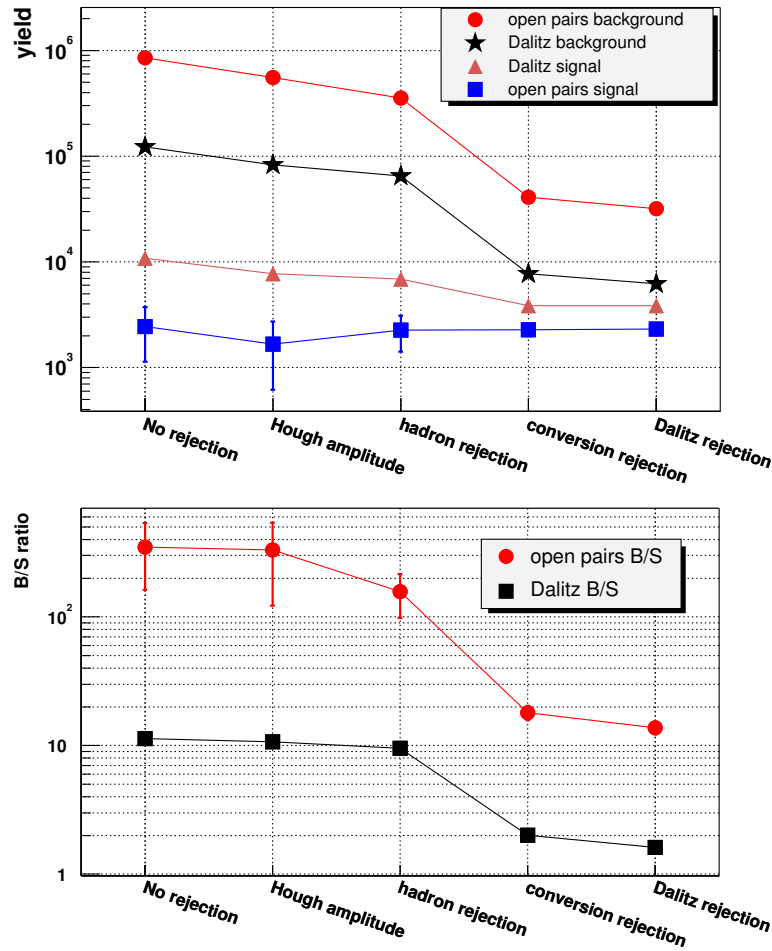 yield
open pairs background
Dalitz background
Dalitz signal
open pairs signal
10^6
10^5
10^4
10^3
No rejection
Hough amplitude
hadron rejection
conversion rejection
Dalitz rejection
B/S ratio
open pairs B/S
Dalitz B/S
10^2
10
1
No rejection
Hough amplitude
hadron rejection
conversion rejection
Dalitz rejection